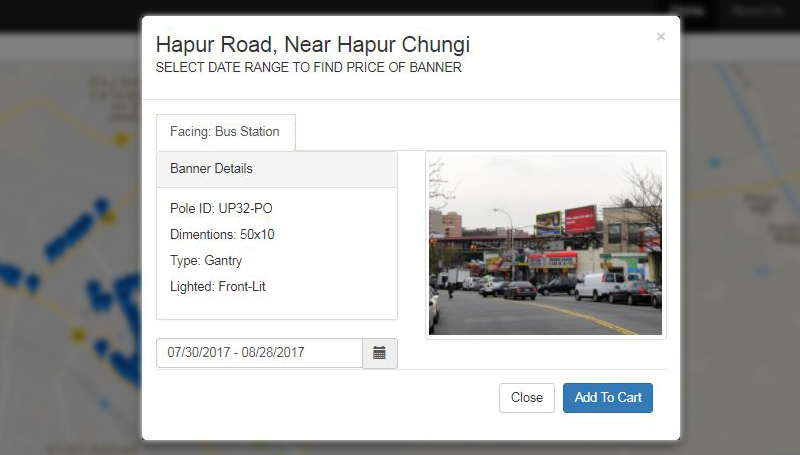 Home
About Us
Hapur Road, Near Hapur Chungi
×
SELECT DATE RANGE TO FIND PRICE OF BANNER
Facing: Bus Station
Banner Details
Pole ID: UP32-PO
Dimentions: 50x10
Type: Gantry
Lighted: Front-Lit
07/30/2017 - 08/28/2017
Close
Add To Cart